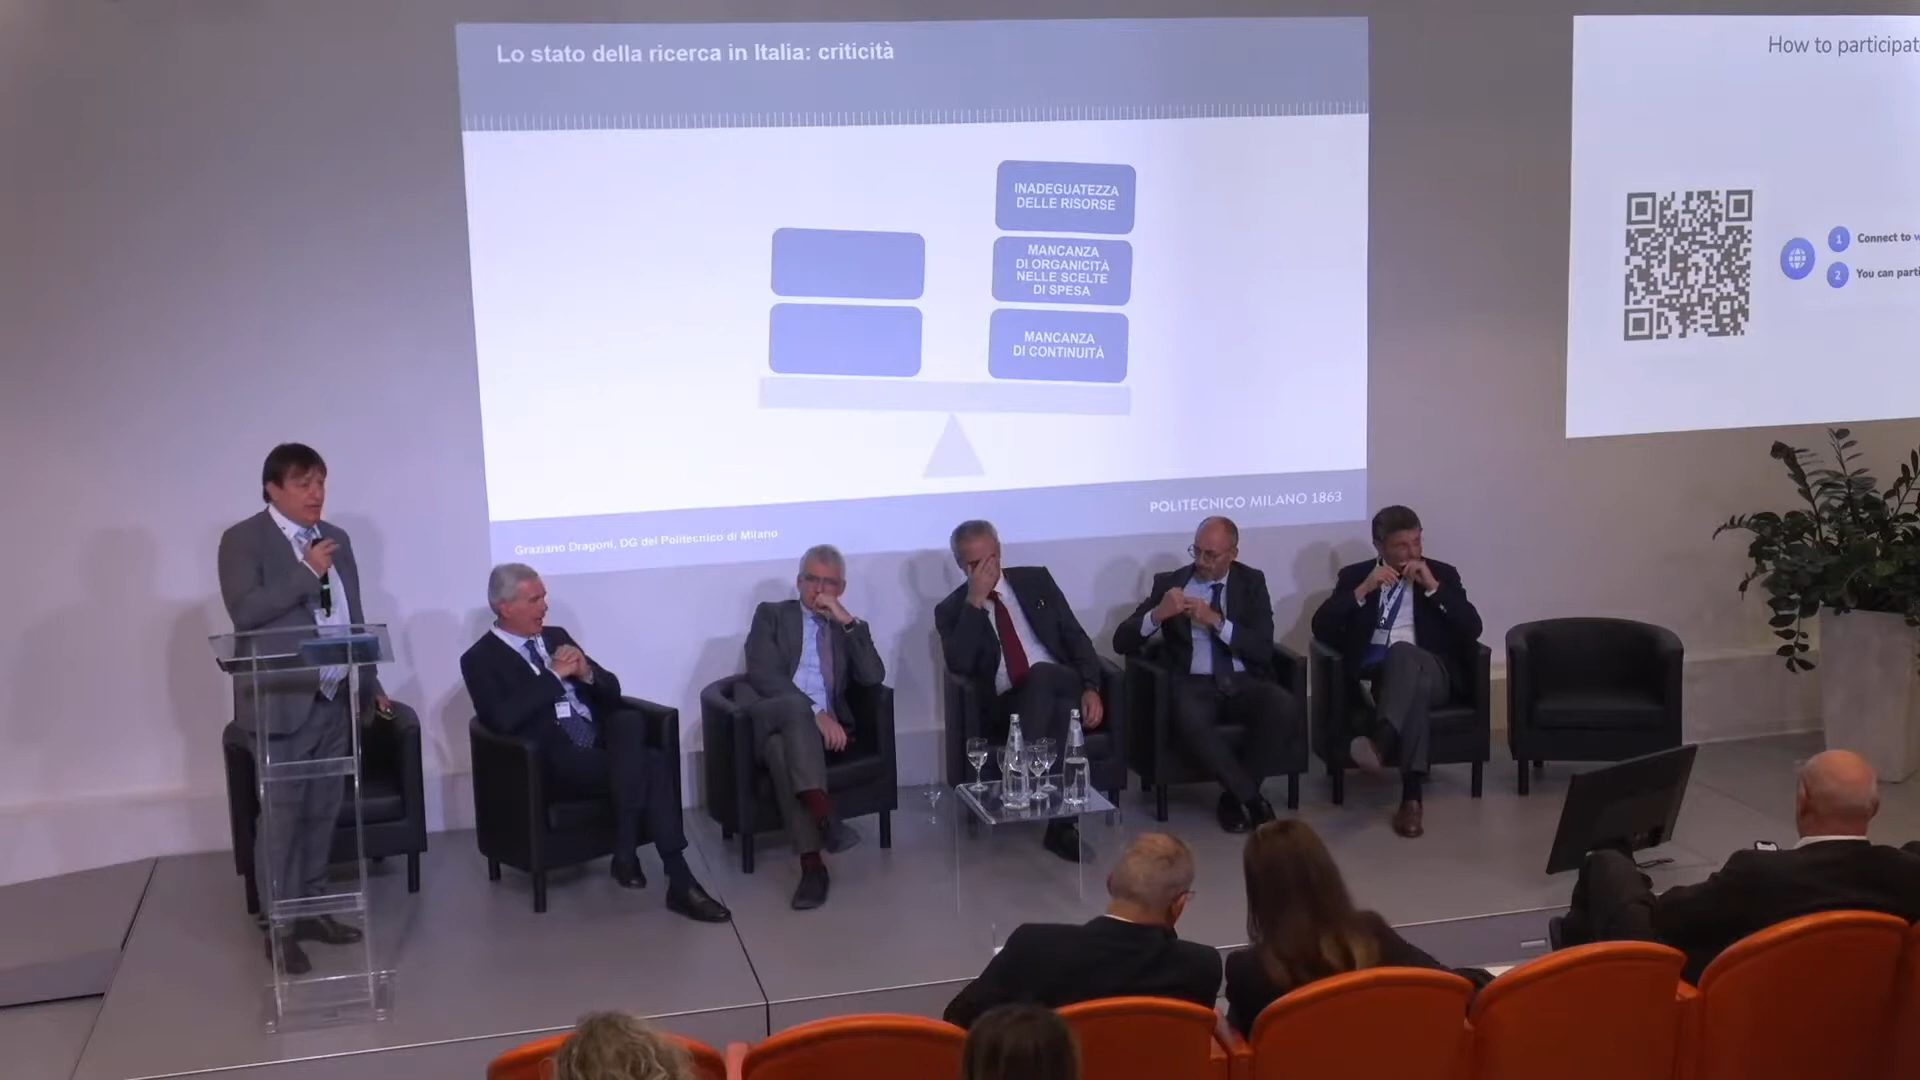 Lo stato della ricerca in Italia: criticità
INADEGUATEZZA
DELLE RISORSE
MANCANZA
DI ORGANICITÀ
NELLE SCELTE
DI SPESA
MANCANZA
DI CONTINUITÀ
POLITECNICO MILANO 1863
Graziano Dragoni, DG del Politecnico di Milano
How to participat
1 Connect to w
2 You can parti